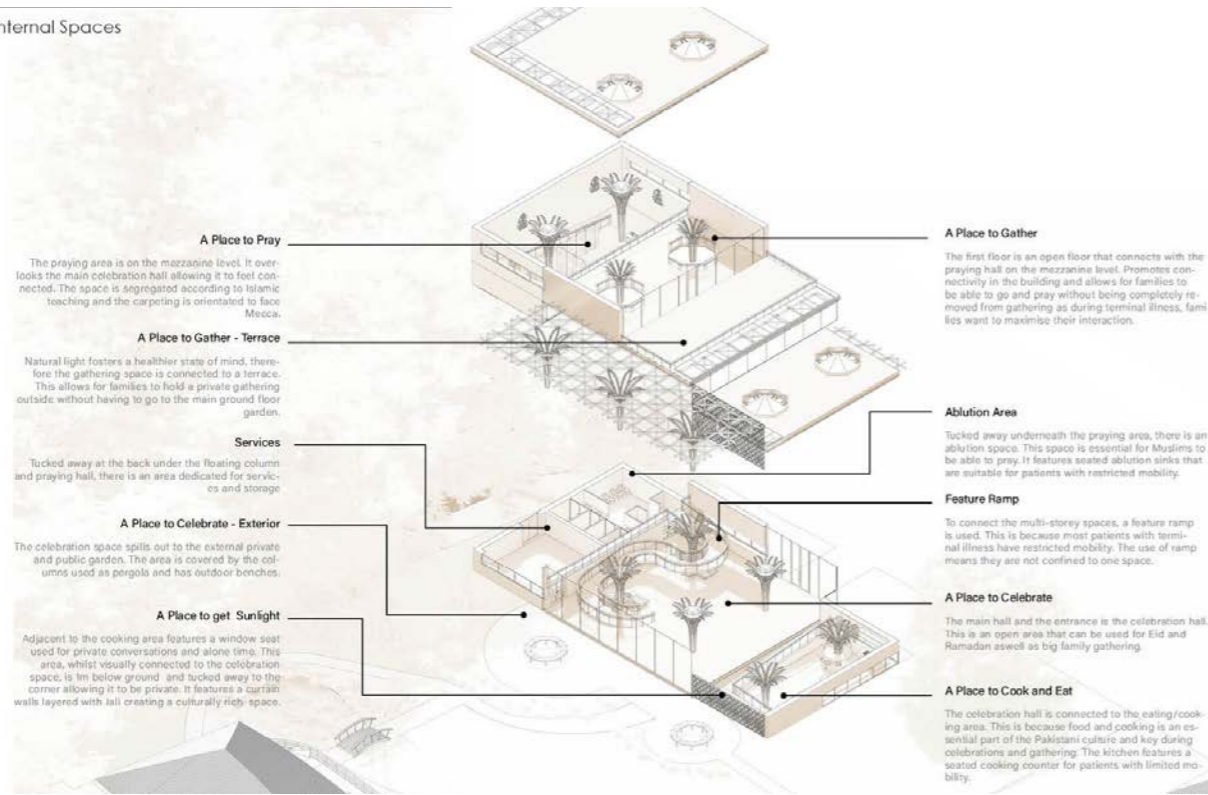 nternal Spaces
A Place to Pray
The praying area is on the mezzanine level. It over-
looks the main celebration hall allowing it to feel con-
nected. The space is segregated according to Islamic
teaching and the carpeting is orientated to face
Mecca.
A Place to Gather - Terrace
Natural light fosters a healthier state of mind, there-
fore the gathering space is connected to a terrace.
This allows for families to hold a private gathering
outside without having to go to the main ground floor
garden.
Services
Tucked away at the back under the floating column
and praying hall, there is an area dedicated for servic-
es and storage
A Place to Celebrate - Exterior
The celebration space spills out to the external private
and public garden. The area is covered by the col-
umns used as pergola and has outdoor benches.
A Place to get Sunlight
Adjacent to the cooking area features a window seat
used for private conversations and alone time. This
area, whilst visually connected to the celebration
space, is 1m below ground and tucked away to the
corner allowing it to be private. It features a curtain
walls layered with Jali creating a culturally rich space.
A Place to Gather
The first floor is an open floor that connects with the
praying hall on the mezzanine level. Promotes con-
nectivity in the building and allows for families to
be able to go and pray without being completely re-
moved from gathering as during terminal illness, fami-
lies want to maximise their interaction.
Ablution Area
Tucked away underneath the praying area, there is an
ablution space. This space is essential for Muslims to
be able to pray. It features seated ablution sinks that
are suitable for patients with restricted mobility.
Feature Ramp
To connect the multi-storey spaces, a feature ramp
is used. This is because most patients with termi-
nal illness have restricted mobility. The use of ramp
means they are not confined to one space.
A Place to Celebrate
The main hall and the entrance is the celebration hall.
This is an open area that can be used for Eid and
Ramadan aswell as big family gathering.
A Place to Cook and Eat
The celebration hall is connected to the eating/cook-
ing area. This is because food and cooking is an es-
sential part of the Pakistani culture and key during
celebrations and gathering. The kitchen features a
seated cooking counter for patients with limited mo-
bility.